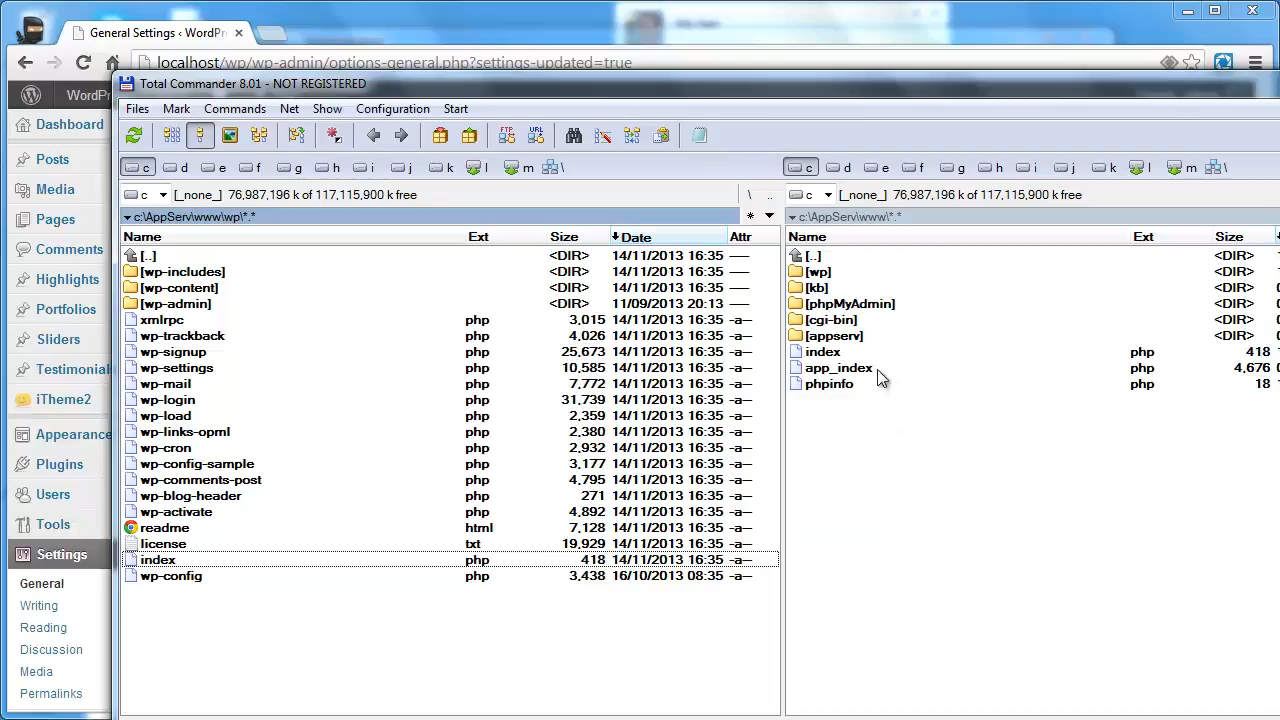 General Settings ‹ WordPr
localhost/wp/wp-admin/options-general.php?settings-updated=true
WordPr
Total Commander 8.01 - NOT REGISTERED
Files Mark Commands Net Show Configuration Start
FTP URL
c d e f g h i j k l m \
c d e f g h i j k l m \
c [_none_] 76,987,196 k of 117,115,900 k free \ ..
c [_none_] 76,987,196 k of 117,115,900 k free
c:\AppServ\www\wp\*.* *
c:\AppServ\www\*.*
Name Ext Size Date Attr
[..] <DIR> 14/11/2013 16:35 ----
[wp-includes] <DIR> 14/11/2013 16:35 ----
[wp-content] <DIR> 14/11/2013 16:35 ----
[wp-admin] <DIR> 11/09/2013 20:13 ----
xmlrpc php 3,015 14/11/2013 16:35 -a--
wp-trackback php 4,026 14/11/2013 16:35 -a--
wp-signup php 25,673 14/11/2013 16:35 -a--
wp-settings php 10,585 14/11/2013 16:35 -a--
wp-mail php 7,772 14/11/2013 16:35 -a--
wp-login php 31,739 14/11/2013 16:35 -a--
wp-load php 2,359 14/11/2013 16:35 -a--
wp-links-opml php 2,380 14/11/2013 16:35 -a--
wp-cron php 2,932 14/11/2013 16:35 -a--
wp-config-sample php 3,177 14/11/2013 16:35 -a--
wp-comments-post php 4,795 14/11/2013 16:35 -a--
wp-blog-header php 271 14/11/2013 16:35 -a--
wp-activate php 4,892 14/11/2013 16:35 -a--
readme html 7,128 14/11/2013 16:35 -a--
license txt 19,929 14/11/2013 16:35 -a--
index php 418 14/11/2013 16:35 -a--
wp-config php 3,438 16/10/2013 08:35 -a--
Name Ext Size
[..] <DIR>
[wp] <DIR>
[kb] <DIR>
[phpMyAdmin] <DIR>
[cgi-bin] <DIR>
[appserv] <DIR>
index php 418
app_index php 4,676
phpinfo php 18
Dashboard
Posts
Media
Pages
Comments
Highlights
Portfolios
Slides
Testimonia
iTheme2
Appearance
Plugins
Users
Tools
Settings
General
Writing
Reading
Discussion
Media
Permalinks